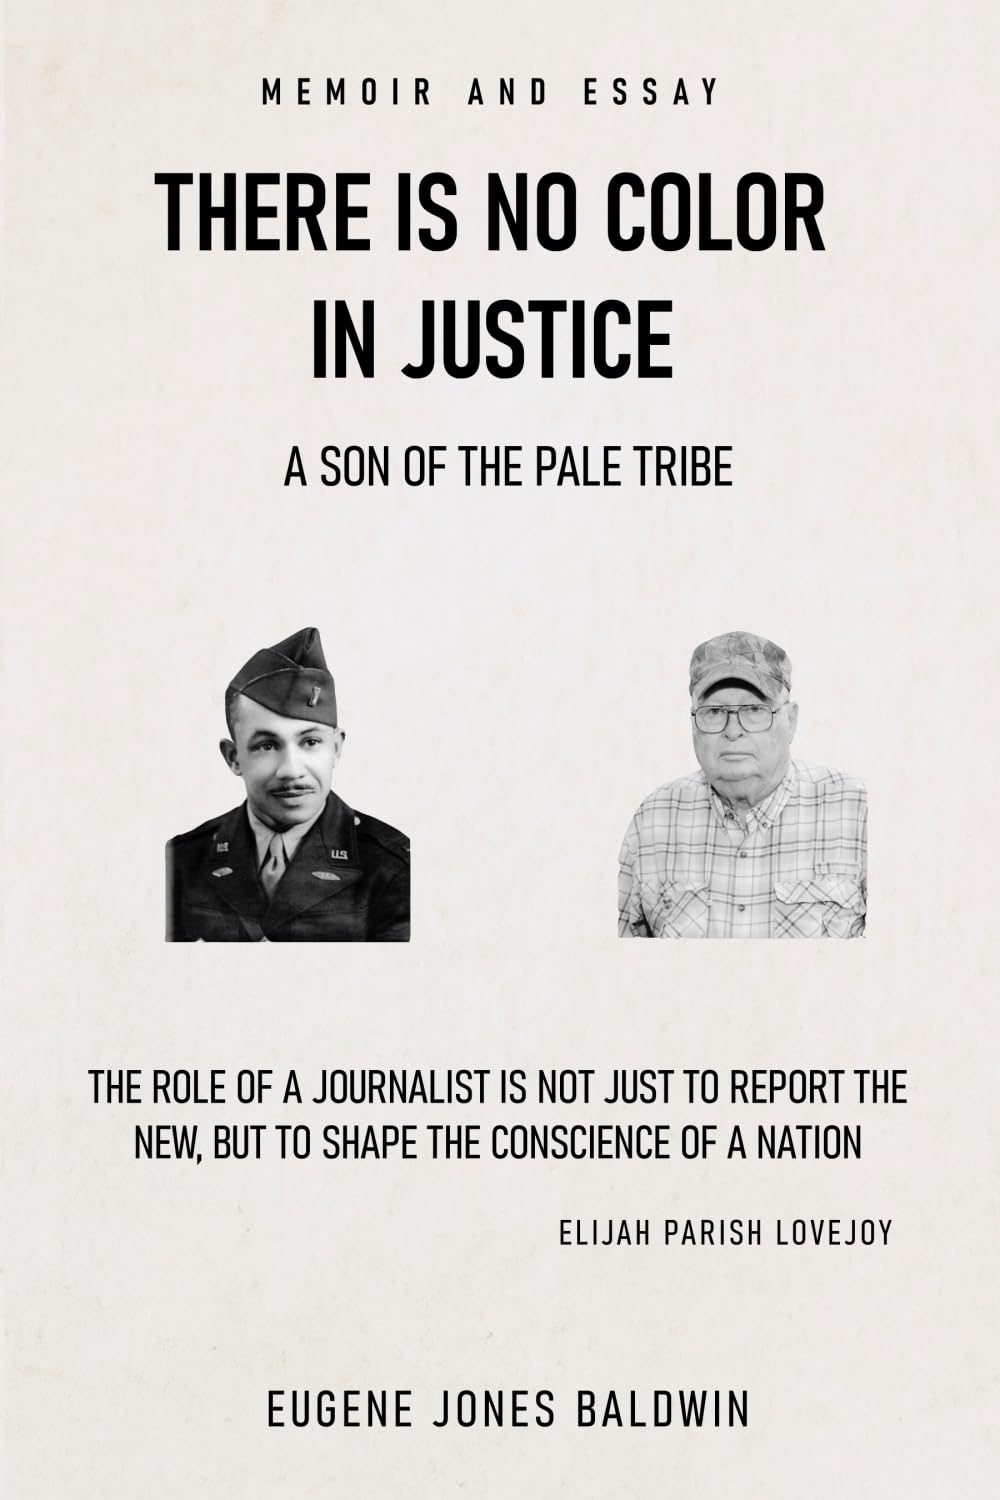 MEMOIR AND ESSAY
THERE IS NO COLOR
IN JUSTICE
A SON OF THE PALE TRIBE
U.S
U.S
THE ROLE OF A JOURNALIST IS NOT JUST TO REPORT THE
NEW, BUT TO SHAPE THE CONSCIENCE OF A NATION
ELIJAH PARISH LOVEJOY
EUGENE JONES BALDWIN